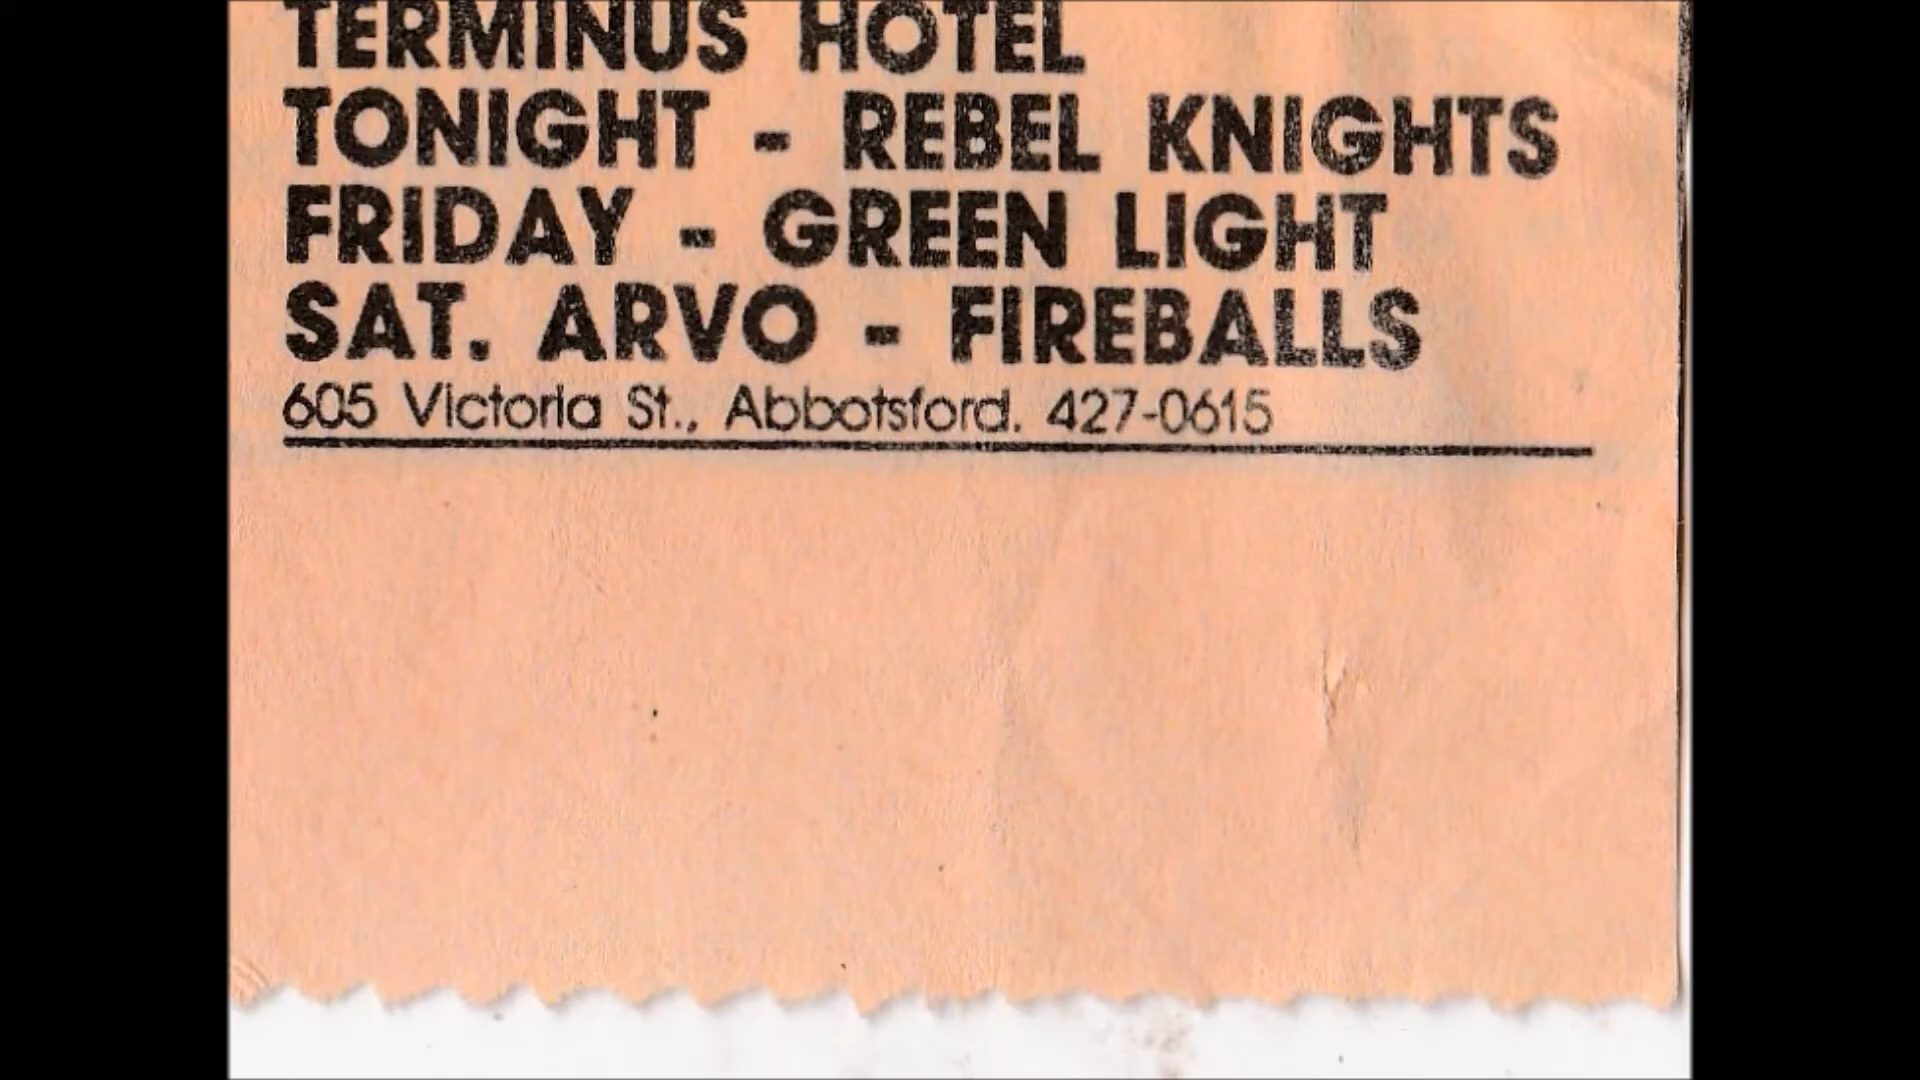 TERMINUS HOTEL
TONIGHT - REBEL KNIGHTS
FRIDAY - GREEN LIGHT
SAT. ARVO - FIREBALLS
605 Victoria St., Abbotsford. 427-0615